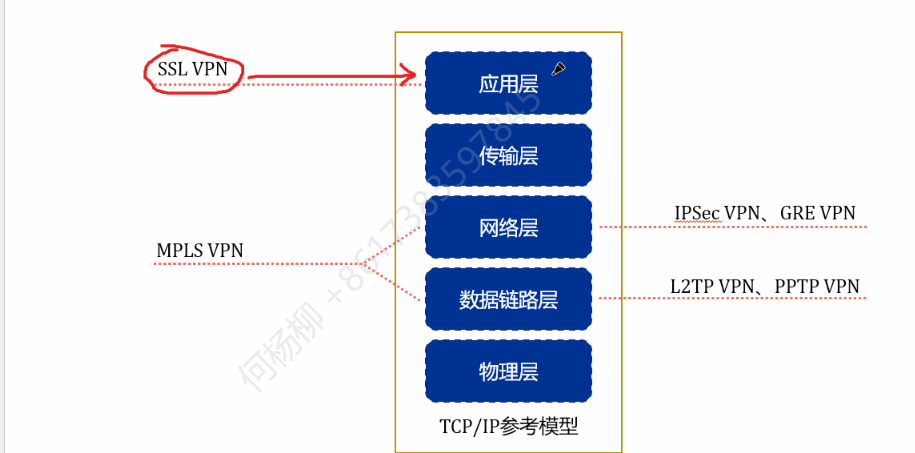 SSL VPN
应用层
传输层
IPSec VPN、GRE VPN
网络层
MPLS VPN
L2TP VPN、PPTP VPN
数据链路层
物理层
TCP/IP参考模型
何杨柳 +8617383597845